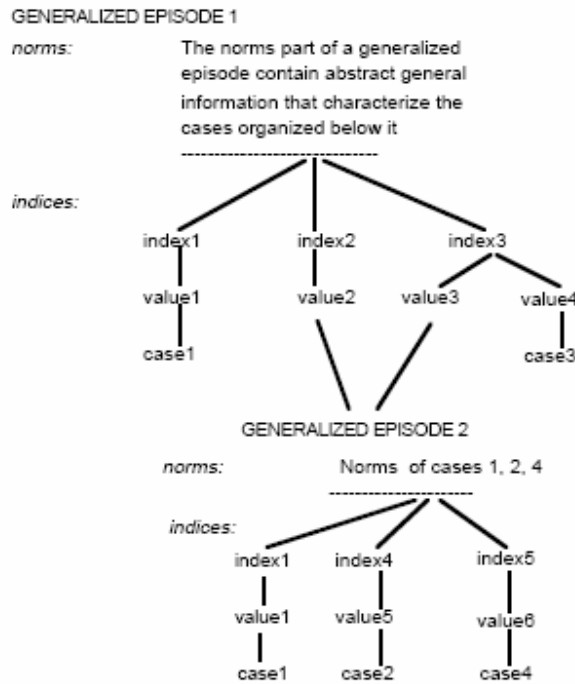 GENERALIZED EPISODE 1
norms: The norms part of a generalized
episode contain abstract general
information that characterize the
cases organized below it
------------------------------
indices:
index1 index2 index3
value1 value2 value3 value4
case1 case3
GENERALIZED EPISODE 2
norms: Norms of cases 1, 2, 4
----------------------
indices:
index1 index4 index5
value1 value5 value6
case1 case2 case4